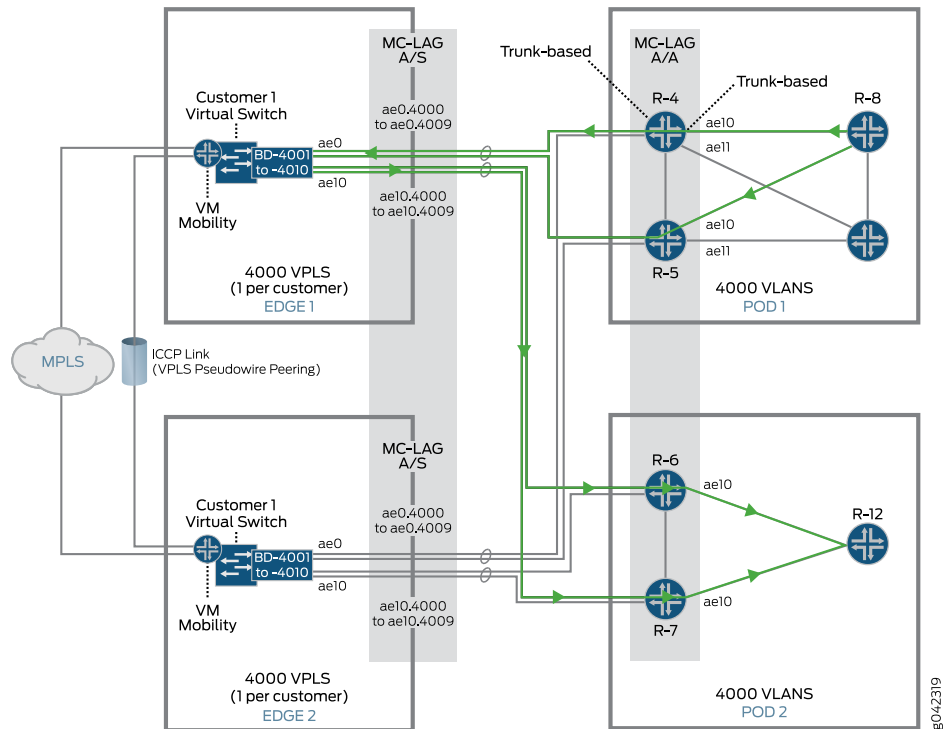 MC-LAG
A/S
Customer 1
Virtual Switch
ae0.4000
to ae0.4009
ae0
BD-4001
to -4010
ae10
VM
Mobility
ae10.4000
to ae10.4009
4000 VPLS
(1 per customer)
EDGE 1
Trunk-based
MC-LAG
A/A
Trunk-based
R-4
R-8
ae10
ae11
ae10
ae11
R-5
4000 VLANS
POD 1
MPLS
ICCP Link
(VPLS Pseudowire Peering)
MC-LAG
A/S
Customer 1
Virtual Switch
ae0.4000
to ae0.4009
ae0
BD-4001
to -4010
ae10
VM
Mobility
ae10.4000
to ae10.4009
4000 VPLS
(1 per customer)
EDGE 2
R-6
ae10
R-12
ae10
R-7
4000 VLANS
POD 2
g042319